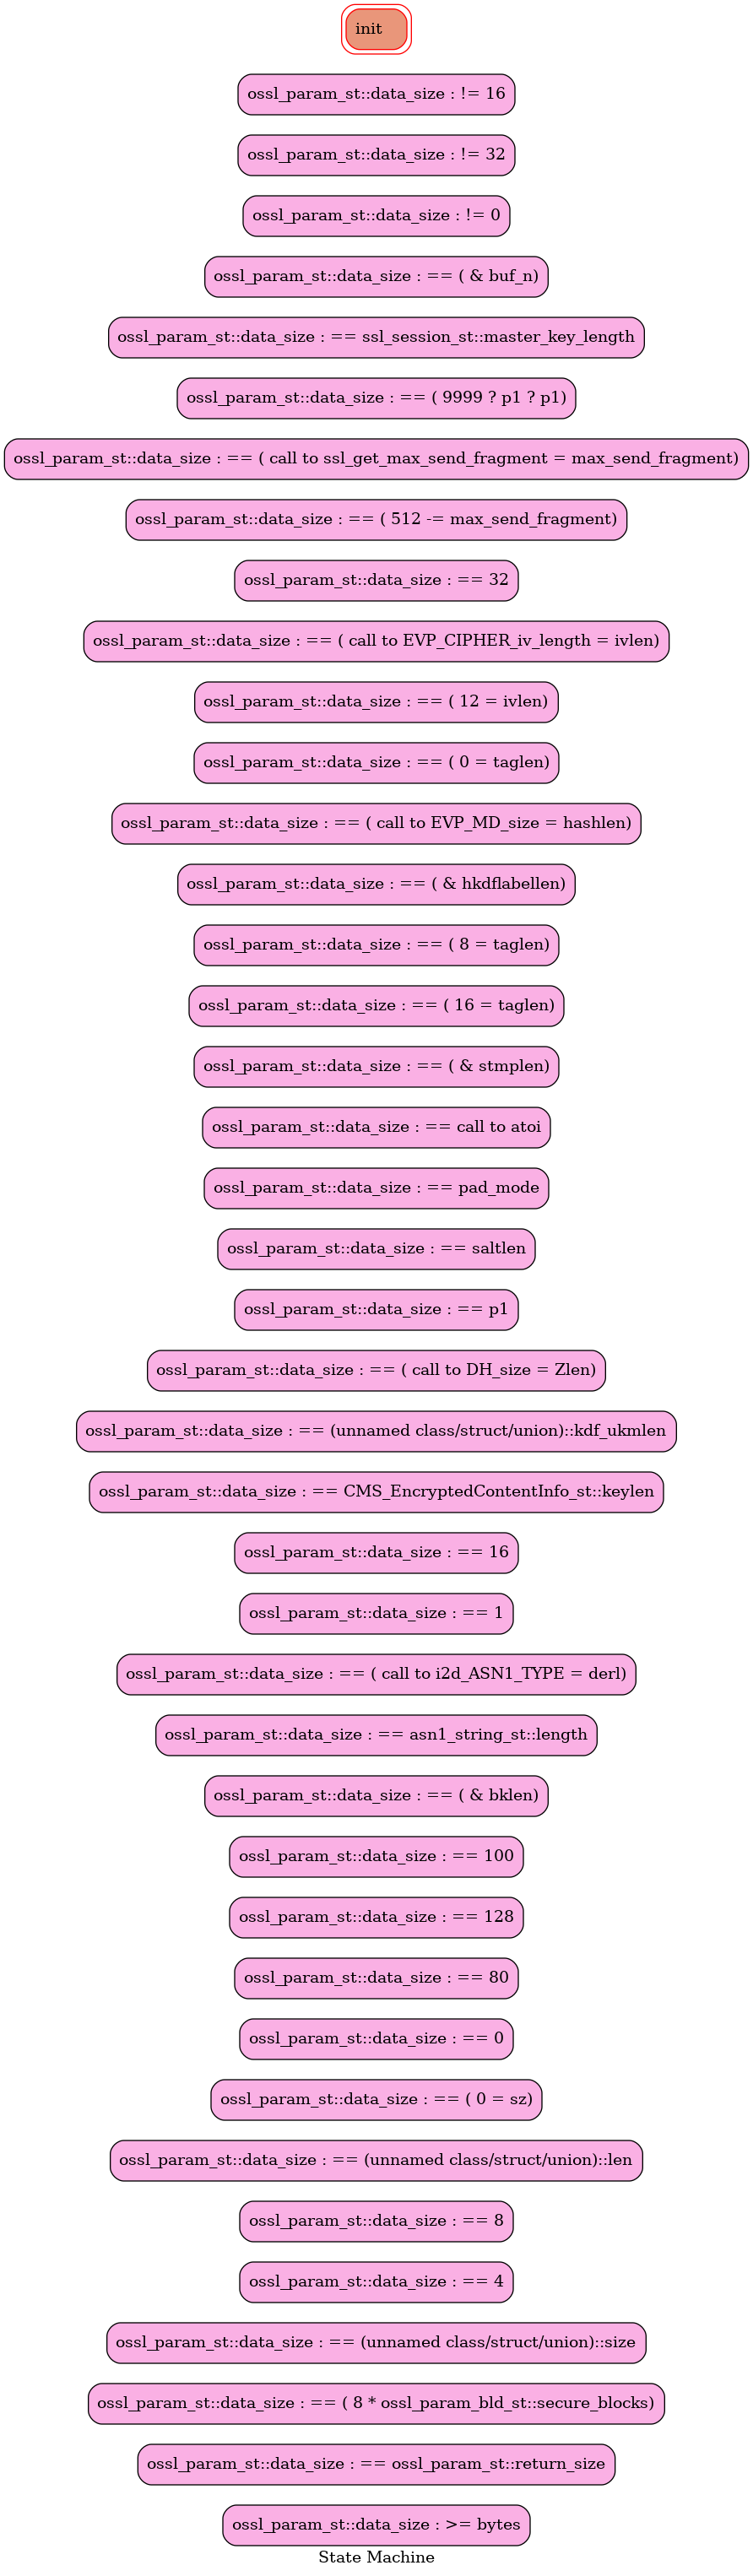 init
ossl_param_st::data_size : != 16
ossl_param_st::data_size : != 32
ossl_param_st::data_size : != 0
ossl_param_st::data_size : == ( & buf_n)
ossl_param_st::data_size : == ssl_session_st::master_key_length
ossl_param_st::data_size : == ( 9999 ? p1 ? p1)
ossl_param_st::data_size : == ( call to ssl_get_max_send_fragment = max_send_fragment)
ossl_param_st::data_size : == ( 512 -= max_send_fragment)
ossl_param_st::data_size : == 32
ossl_param_st::data_size : == ( call to EVP_CIPHER_iv_length = ivlen)
ossl_param_st::data_size : == ( 12 = ivlen)
ossl_param_st::data_size : == ( 0 = taglen)
ossl_param_st::data_size : == ( call to EVP_MD_size = hashlen)
ossl_param_st::data_size : == ( & hkdflabellen)
ossl_param_st::data_size : == ( 8 = taglen)
ossl_param_st::data_size : == ( 16 = taglen)
ossl_param_st::data_size : == ( & stmplen)
ossl_param_st::data_size : == call to atoi
ossl_param_st::data_size : == pad_mode
ossl_param_st::data_size : == saltlen
ossl_param_st::data_size : == p1
ossl_param_st::data_size : == ( call to DH_size = Zlen)
ossl_param_st::data_size : == (unnamed class/struct/union)::kdf_ukmlen
ossl_param_st::data_size : == CMS_EncryptedContentInfo_st::keylen
ossl_param_st::data_size : == 16
ossl_param_st::data_size : == 1
ossl_param_st::data_size : == ( call to i2d_ASN1_TYPE = derl)
ossl_param_st::data_size : == asn1_string_st::length
ossl_param_st::data_size : == ( & bklen)
ossl_param_st::data_size : == 100
ossl_param_st::data_size : == 128
ossl_param_st::data_size : == 80
ossl_param_st::data_size : == 0
ossl_param_st::data_size : == ( 0 = sz)
ossl_param_st::data_size : == (unnamed class/struct/union)::len
ossl_param_st::data_size : == 8
ossl_param_st::data_size : == 4
ossl_param_st::data_size : == (unnamed class/struct/union)::size
ossl_param_st::data_size : == ( 8 * ossl_param_bld_st::secure_blocks)
ossl_param_st::data_size : == ossl_param_st::return_size
ossl_param_st::data_size : >= bytes
State Machine